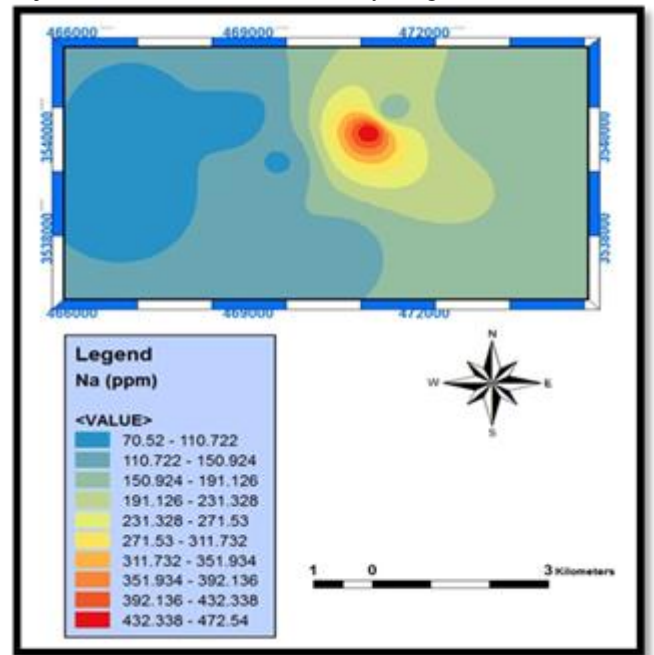 466000 469000 472000
3540000 3540000
3538000 3538000
466000 469000 472000
Legend
Na (ppm)
<VALUE>
70.52 - 110.722
110.722 - 150.924
150.924 - 191.126
191.126 - 231.328
231.328 - 271.53
271.53 - 311.732
311.732 - 351.934
351.934 - 392.136
392.136 - 432.338
432.338 - 472.54
N
W E
S
1 0 3 Kilometers